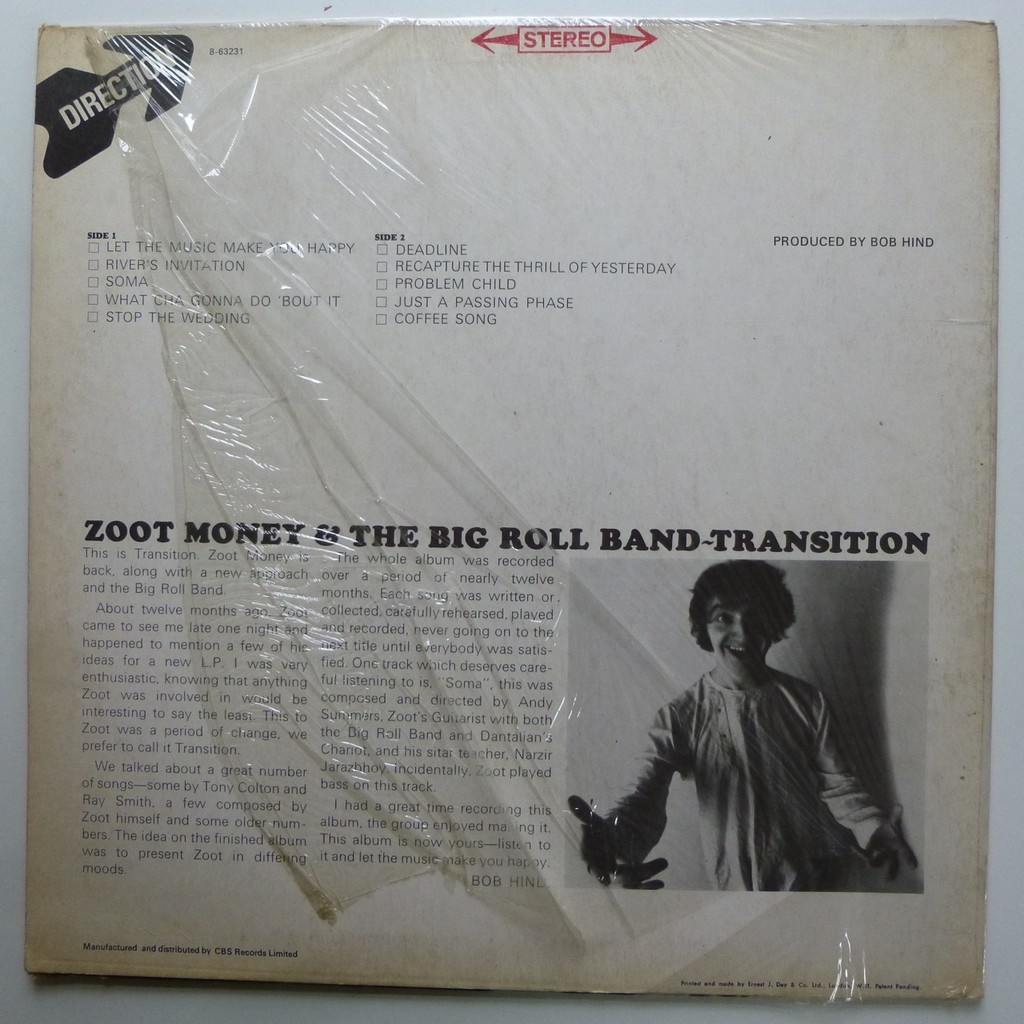 DIRECTION
8-63231
STEREO
SIDE 1
LET THE MUSIC MAKE YOU HAPPY
RIVER'S INVITATION
SOMA
WHAT CHA GONNA DO 'BOUT IT
STOP THE WEDDING
SIDE 2
DEADLINE
RECAPTURE THE THRILL OF YESTERDAY
PROBLEM CHILD
JUST A PASSING PHASE
COFFEE SONG
PRODUCED BY BOB HIND
ZOOT MONEY & THE BIG ROLL BAND-TRANSITION
This is Transition. Zoot Money is
back, along with a new approach
and the Big Roll Band.
About twelve months ago, Zoot
came to see me late one night and
happened to mention a few of his
ideas for a new L.P. I was very
enthusiastic, knowing that anything
Zoot was involved in would be
interesting to say the least. This to
Zoot was a period of change, we
prefer to call it Transition.
We talked about a great number
of songs—some by Tony Colton and
Ray Smith, a few composed by
Zoot himself and some older num-
bers. The idea on the finished album
was to present Zoot in differing
moods.
The whole album was recorded
over a period of nearly twelve
months. Each song was written or
collected, carefully rehearsed, played
and recorded, never going on to the
next title until everybody was satis-
fied. One track which deserves care-
ful listening to is, "Soma", this was
composed and directed by Andy
Summers, Zoot's Guitarist with both
the Big Roll Band and Dantalian's
Chariot, and his sitar teacher, Narzir
Jarazbhoy, incidentally, Zoot played
bass on this track.
I had a great time recording this
album, the group enjoyed making it.
This album is now yours—listen to
it and let the music make you happy.
BOB HIND
Manufactured and distributed by CBS Records Limited
Printed and made by Ernest J. Day & Co. Ltd., London, W.1. Patent Pending.